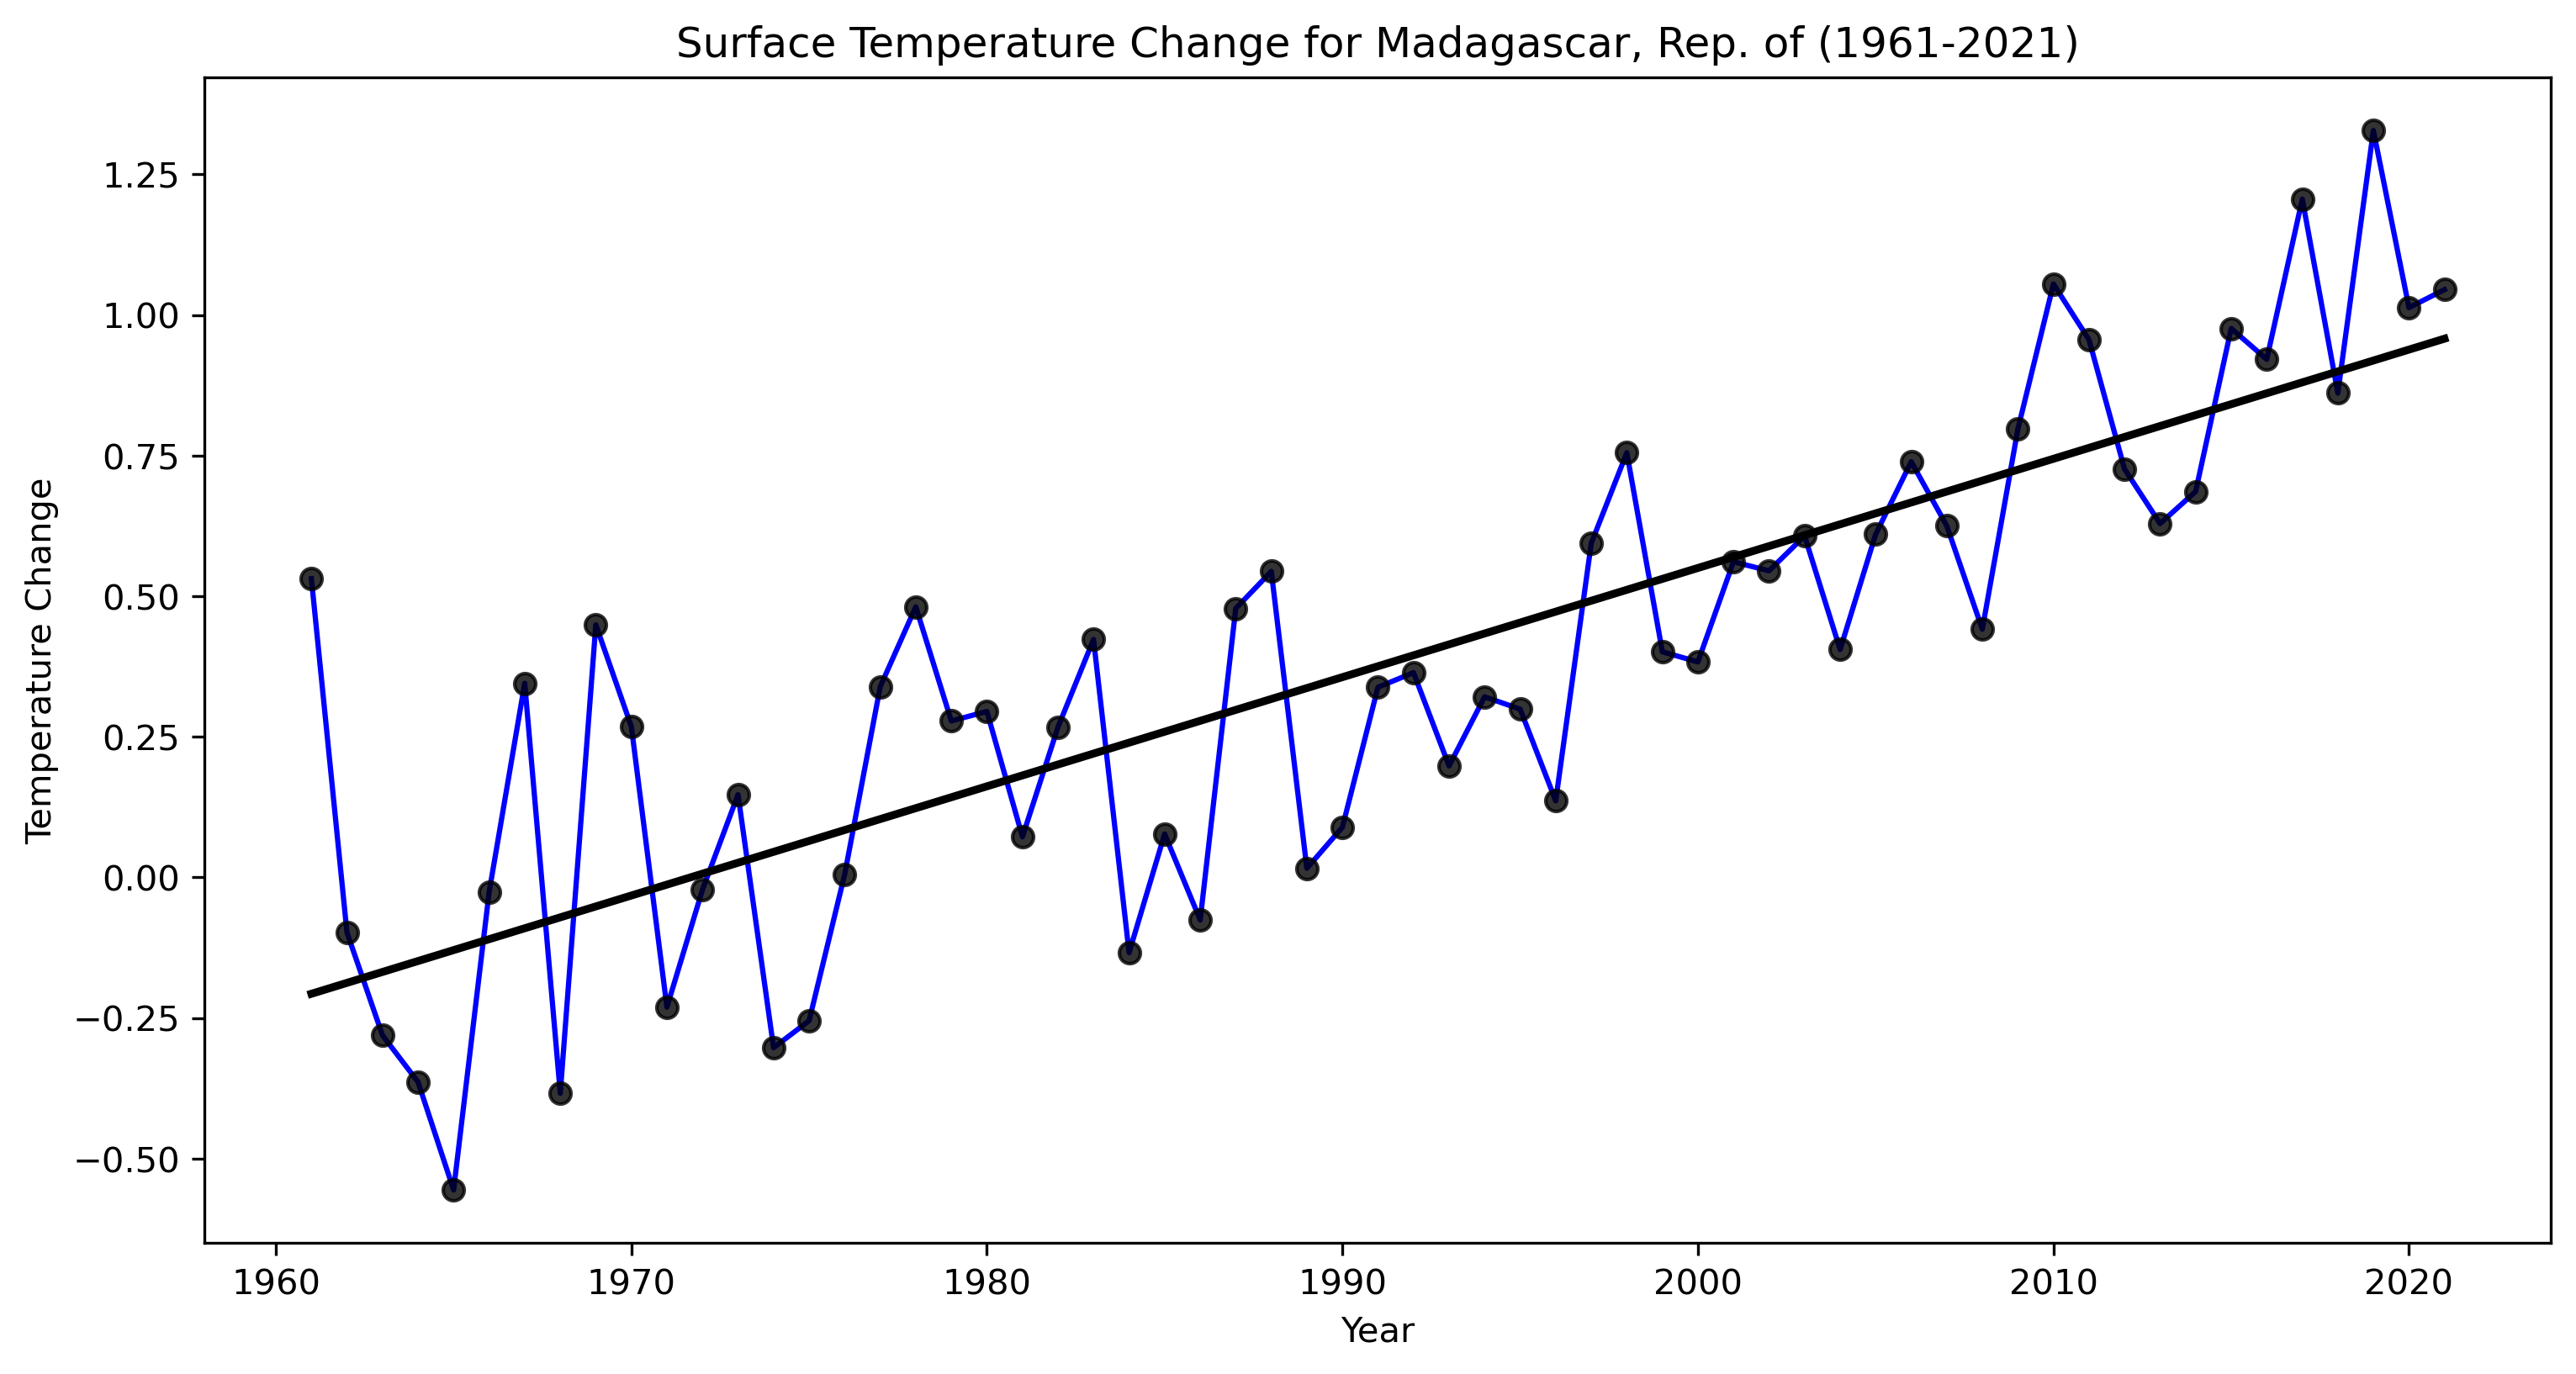 Surface Temperature Change for Madagascar, Rep. of (1961-2021)
Temperature Change
1.25
1.00
0.75
0.50
0.25
0.00
−0.25
−0.50
1960 1970 1980 1990 2000 2010 2020
Year